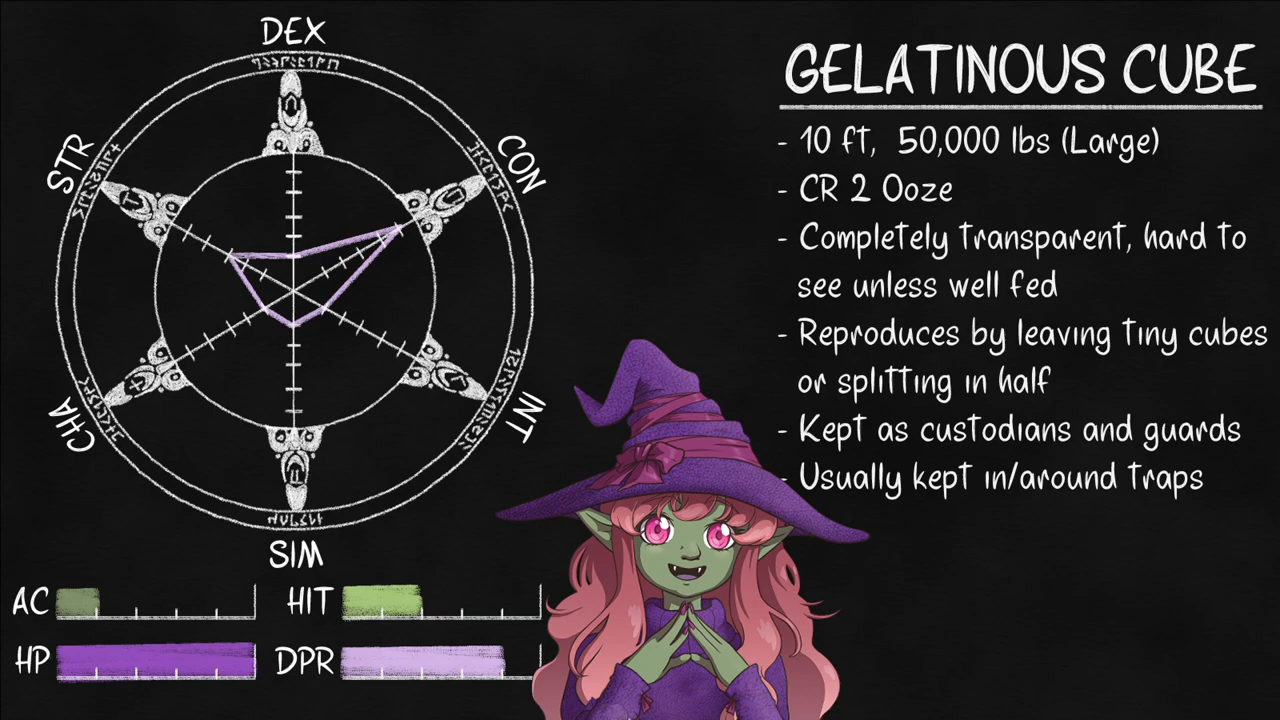 DEX
STR
CON
CHA
INT
SIM
AC
HIT
HP
DPR
GELATINOUS CUBE
- 10 ft, 50,000 lbs (Large)
- CR 2 Ooze
- Completely transparent, hard to
see unless well fed
- Reproduces by leaving tiny cubes
or splitting in half
- Kept as custodians and guards
- Usually kept in/around traps